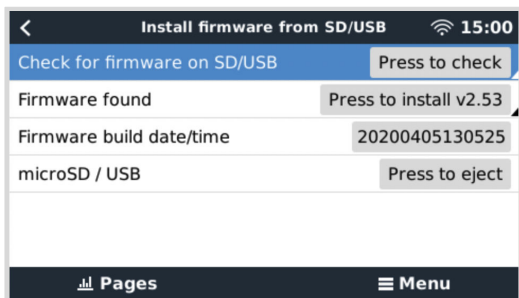 Install firmware from SD/USB 15:00
Check for firmware on SD/USB Press to check
Firmware found Press to install v2.53
Firmware build date/time 20200405130525
microSD / USB Press to eject
Pages Menu